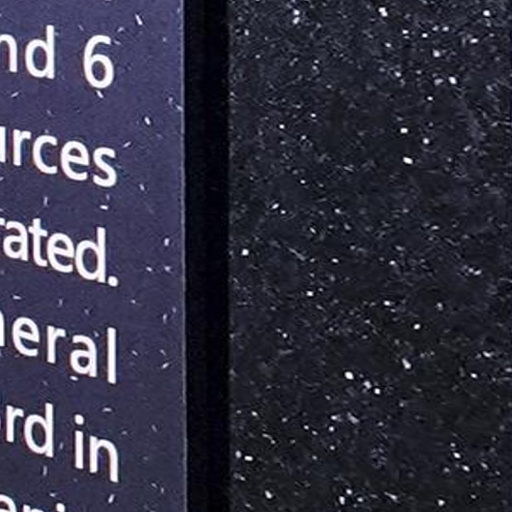 nd 6
urces
rated.
neral
rd in